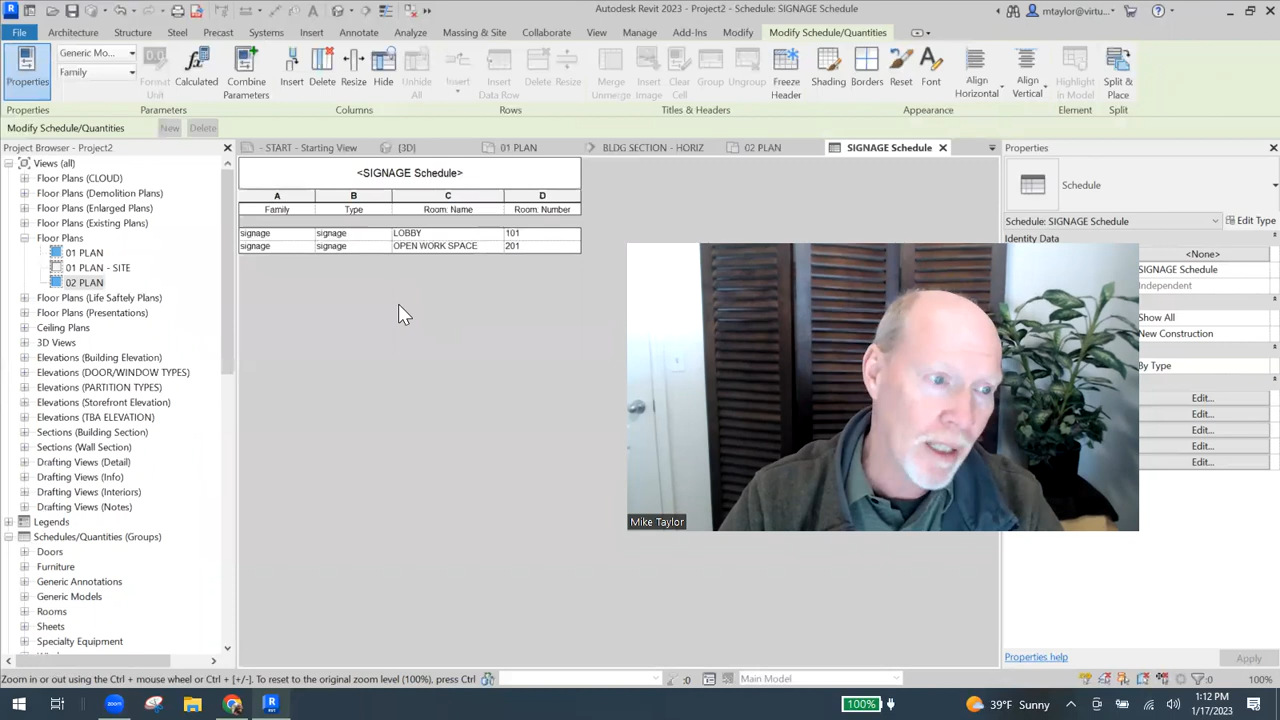 Autodesk Revit 2023 - Project2 - Schedule: SIGNAGE Schedule
mtaylor@virtu...
File Architecture Structure Steel Precast Systems Insert Annotate Analyze Massing & Site Collaborate View Manage Add-Ins Modify Modify Schedule/Quantities
Generic Mo...
Family
Properties Format Unit Calculated Combine Parameters Insert Delete Resize Hide Unhide All Insert Insert Data Row Delete Resize Merge Unmerge Insert Image Clear Cell Group Ungroup Freeze Header Shading Borders Reset Font Align Horizontal Align Vertical Highlight in Model Split & Place
Properties Parameters Columns Rows Titles & Headers Appearance Element Split
Modify Schedule/Quantities New Delete
Project Browser - Project2
- START - Starting View {3D} 01 PLAN BLDG SECTION - HORIZ 02 PLAN SIGNAGE Schedule
Properties
Views (all)
Floor Plans (CLOUD)
Floor Plans (Demolition Plans)
Floor Plans (Enlarged Plans)
Floor Plans (Existing Plans)
Floor Plans
01 PLAN
01 PLAN - SITE
02 PLAN
Floor Plans (Life Saftely Plans)
Floor Plans (Presentations)
Ceiling Plans
3D Views
Elevations (Building Elevation)
Elevations (DOOR/WINDOW TYPES)
Elevations (PARTITION TYPES)
Elevations (Storefront Elevation)
Elevations (TBA ELEVATION)
Sections (Building Section)
Sections (Wall Section)
Drafting Views (Detail)
Drafting Views (Info)
Drafting Views (Interiors)
Drafting Views (Notes)
Legends
Schedules/Quantities (Groups)
Doors
Furniture
Generic Annotations
Generic Models
Rooms
Sheets
Specialty Equipment
<SIGNAGE Schedule>
A B C D
Family Type Room: Name Room: Number
signage signage LOBBY 101
signage signage OPEN WORK SPACE 201
Mike Taylor
Schedule
Schedule: SIGNAGE Schedule Edit Type
Identity Data
<None>
SIGNAGE Schedule
Independent
Show All
New Construction
By Type
Edit...
Edit...
Edit...
Edit...
Edit...
Properties help Apply
Zoom in or out using the Ctrl + mouse wheel or Ctrl + [+/-]. To reset to the original zoom level (100%), press Ctrl
:0 Main Model :0 100%
100% 39°F Sunny 1:12 PM
1/17/2023